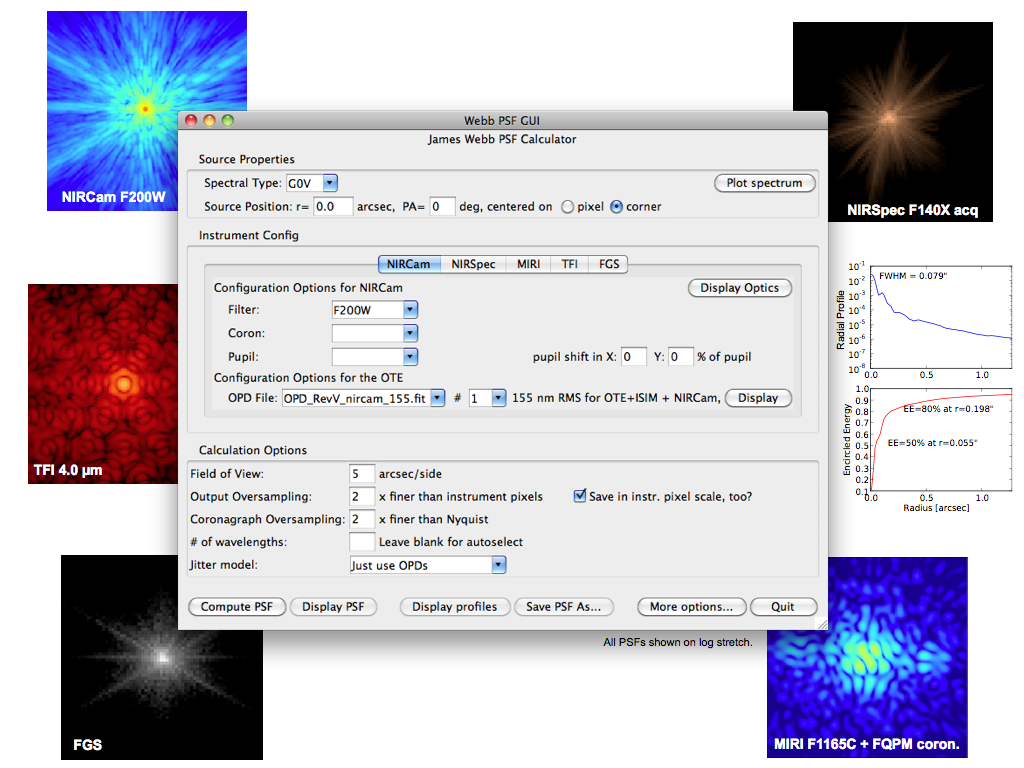 NIRCam F200W
NIRSpec F140X acq
Webb PSF GUI
James Webb PSF Calculator
Source Properties
Spectral Type: G0V Plot spectrum
Source Position: r= 0.0 arcsec, PA= 0 deg, centered on pixel corner
Instrument Config
NIRCam NIRSpec MIRI TFI FGS
Configuration Options for NIRCam Display Optics
Filter: F200W
Coron:
Pupil: pupil shift in X: 0 Y: 0 % of pupil
Configuration Options for the OTE
OPD File: OPD_RevV_nircam_155.fit # 1 155 nm RMS for OTE+ISIM + NIRCam, Display
Calculation Options
Field of View: 5 arcsec/side
Output Oversampling: 2 x finer than instrument pixels Save in instr. pixel scale, too?
Coronagraph Oversampling: 2 x finer than Nyquist
# of wavelengths: Leave blank for autoselect
Jitter model: Just use OPDs
Compute PSF Display PSF Display profiles Save PSF As... More options... Quit
TFI 4.0 µm
Radial Profile
10-1
10-2
10-3
10-4
10-5
10-6
10-7
10-8
FWHM = 0.079"
0.0 0.5 1.0
Encircled Energy
1.0
0.9
0.8
0.7
0.6
0.5
0.4
0.3
0.2
0.1
EE=80% at r=0.198"
EE=50% at r=0.055"
0.0 0.5 1.0
Radius [arcsec]
All PSFs shown on log stretch.
FGS
MIRI F1165C + FQPM coron.